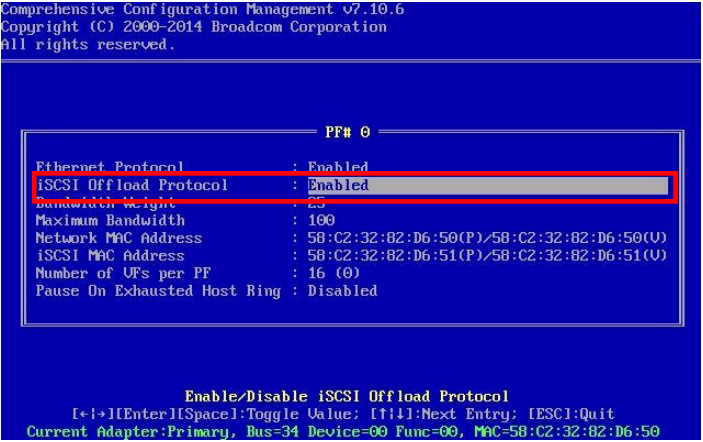 Comprehensive Configuration Management v7.10.6
Copyright (C) 2000-2014 Broadcom Corporation
All rights reserved.
PF# 0
Ethernet Protocol : Enabled
iSCSI Offload Protocol : Enabled
Bandwidth Weight : 25
Maximum Bandwidth : 100
Network MAC Address : 58:C2:32:82:D6:50(P)/58:C2:32:82:D6:50(V)
iSCSI MAC Address : 58:C2:32:82:D6:51(P)/58:C2:32:82:D6:51(V)
Number of VFs per PF : 16 (0)
Pause On Exhausted Host Ring : Disabled
Enable/Disable iSCSI Offload Protocol
[←|→][Enter][Space]:Toggle Value; [↑|↓]:Next Entry; [ESC]:Quit
Current Adapter:Primary, Bus=34 Device=00 Func=00, MAC=58:C2:32:82:D6:50